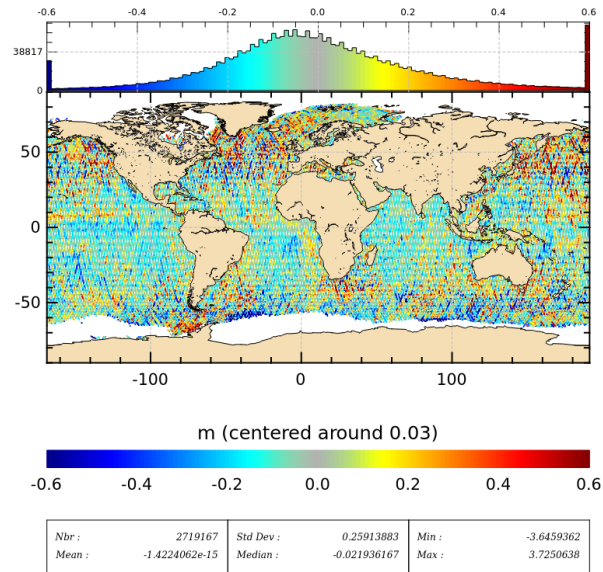 -0.6 -0.4 -0.2 0.0 0.2 0.4 0.6
38817
0
50
0
-50
-100 0 100
m (centered around 0.03)
-0.6 -0.4 -0.2 0.0 0.2 0.4 0.6
Nbr : 2719167 Std Dev : 0.25913883 Min : -3.6459362
Mean : -1.4224062e-15 Median : -0.021936167 Max : 3.7250638